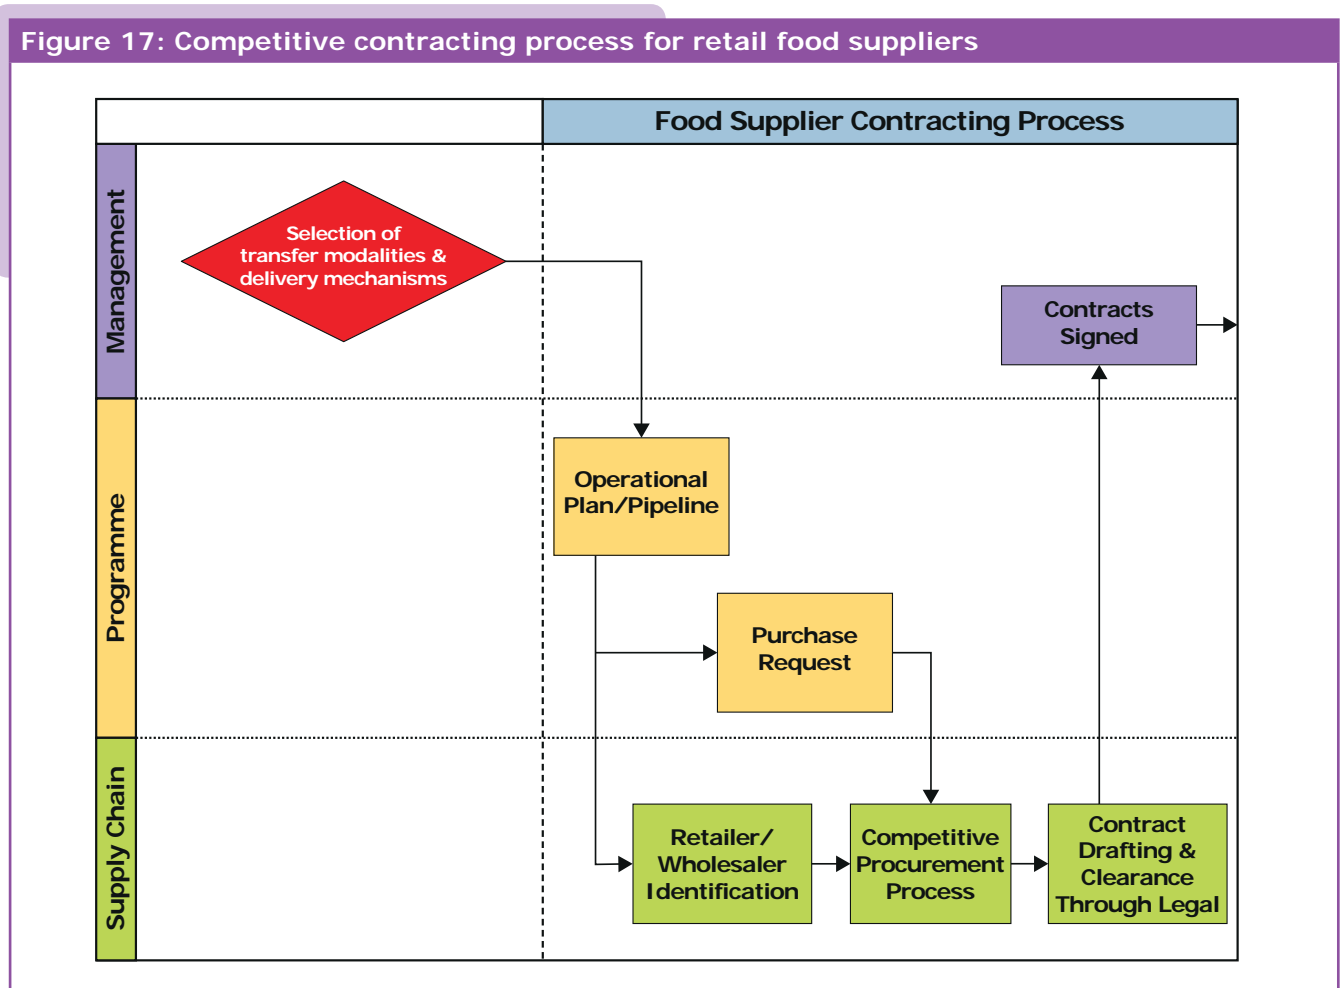 Figure 17: Competitive contracting process for retail food suppliers
Food Supplier Contracting Process
Management
Selection of
transfer modalities &
delivery mechanisms
Contracts
Signed
Programme
Operational
Plan/Pipeline
Purchase
Request
Supply Chain
Retailer/
Wholesaler
Identification
Competitive
Procurement
Process
Contract
Drafting &
Clearance
Through Legal